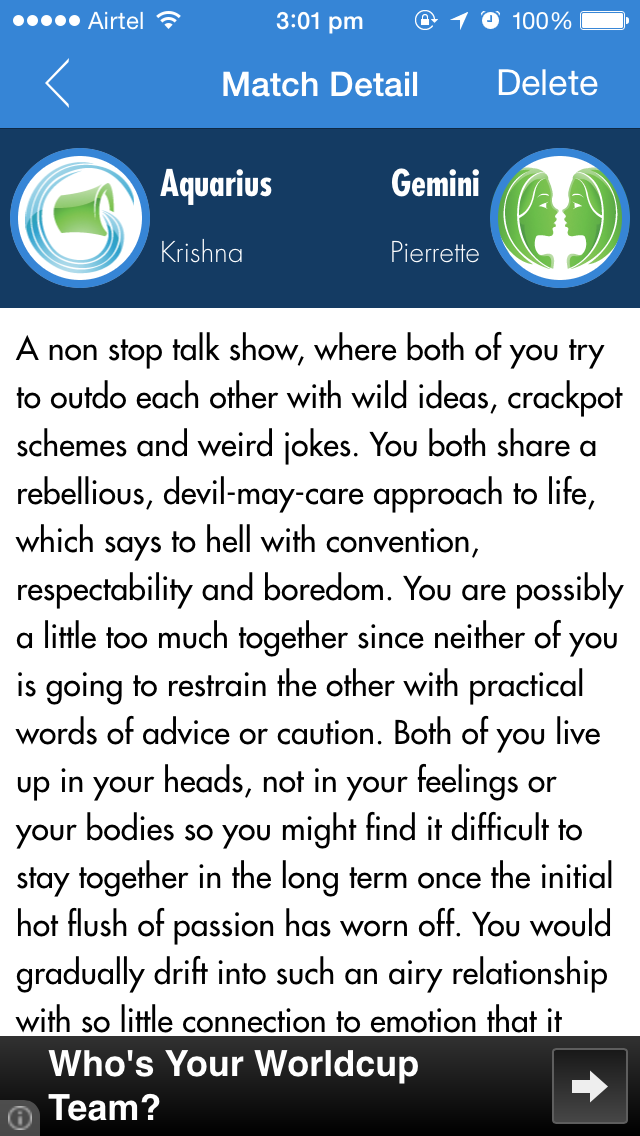 Airtel 3:01 pm 100%
Match Detail Delete
Aquarius Gemini
Krishna Pierrette
A non stop talk show, where both of you try
to outdo each other with wild ideas, crackpot
schemes and weird jokes. You both share a
rebellious, devil-may-care approach to life,
which says to hell with convention,
respectability and boredom. You are possibly
a little too much together since neither of you
is going to restrain the other with practical
words of advice or caution. Both of you live
up in your heads, not in your feelings or
your bodies so you might find it difficult to
stay together in the long term once the initial
hot flush of passion has worn off. You would
gradually drift into such an airy relationship
with so little connection to emotion that it
Who's Your Worldcup
Team?